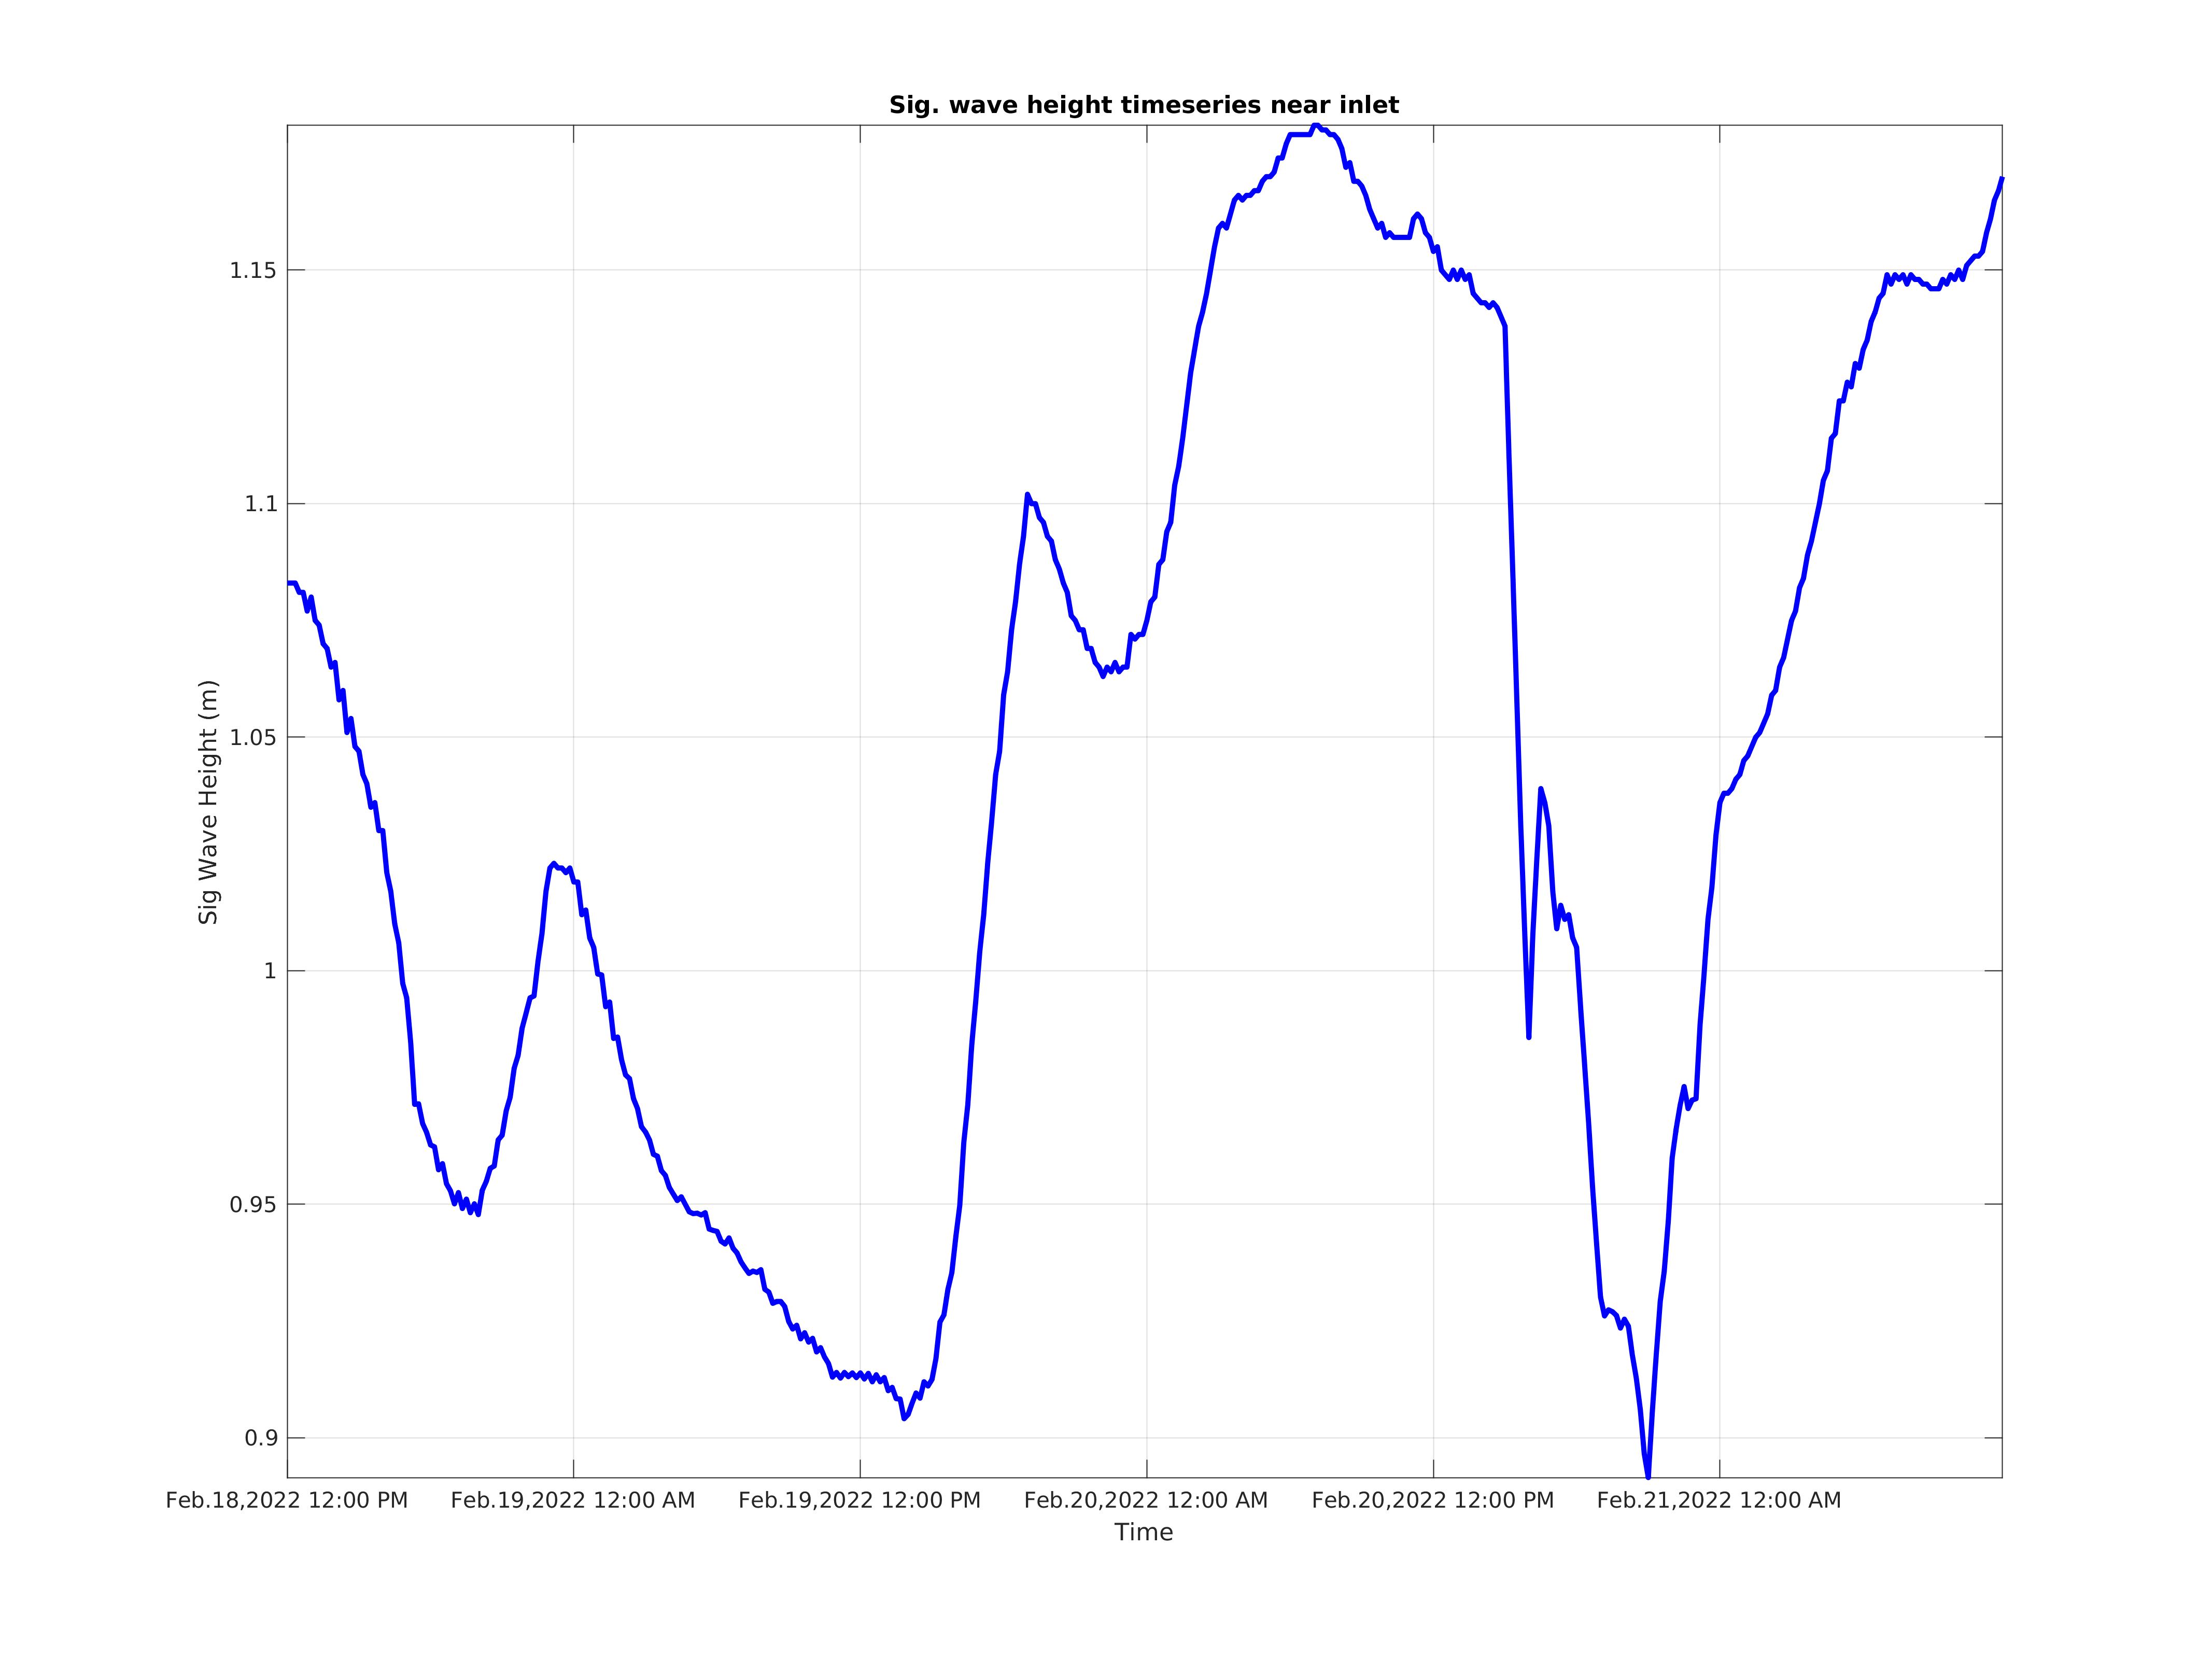 Sig. wave height timeseries near inlet
Sig Wave Height (m)
1.15
1.1
1.05
1
0.95
0.9
Feb.18,2022 12:00 PM Feb.19,2022 12:00 AM Feb.19,2022 12:00 PM Feb.20,2022 12:00 AM Feb.20,2022 12:00 PM Feb.21,2022 12:00 AM
Time